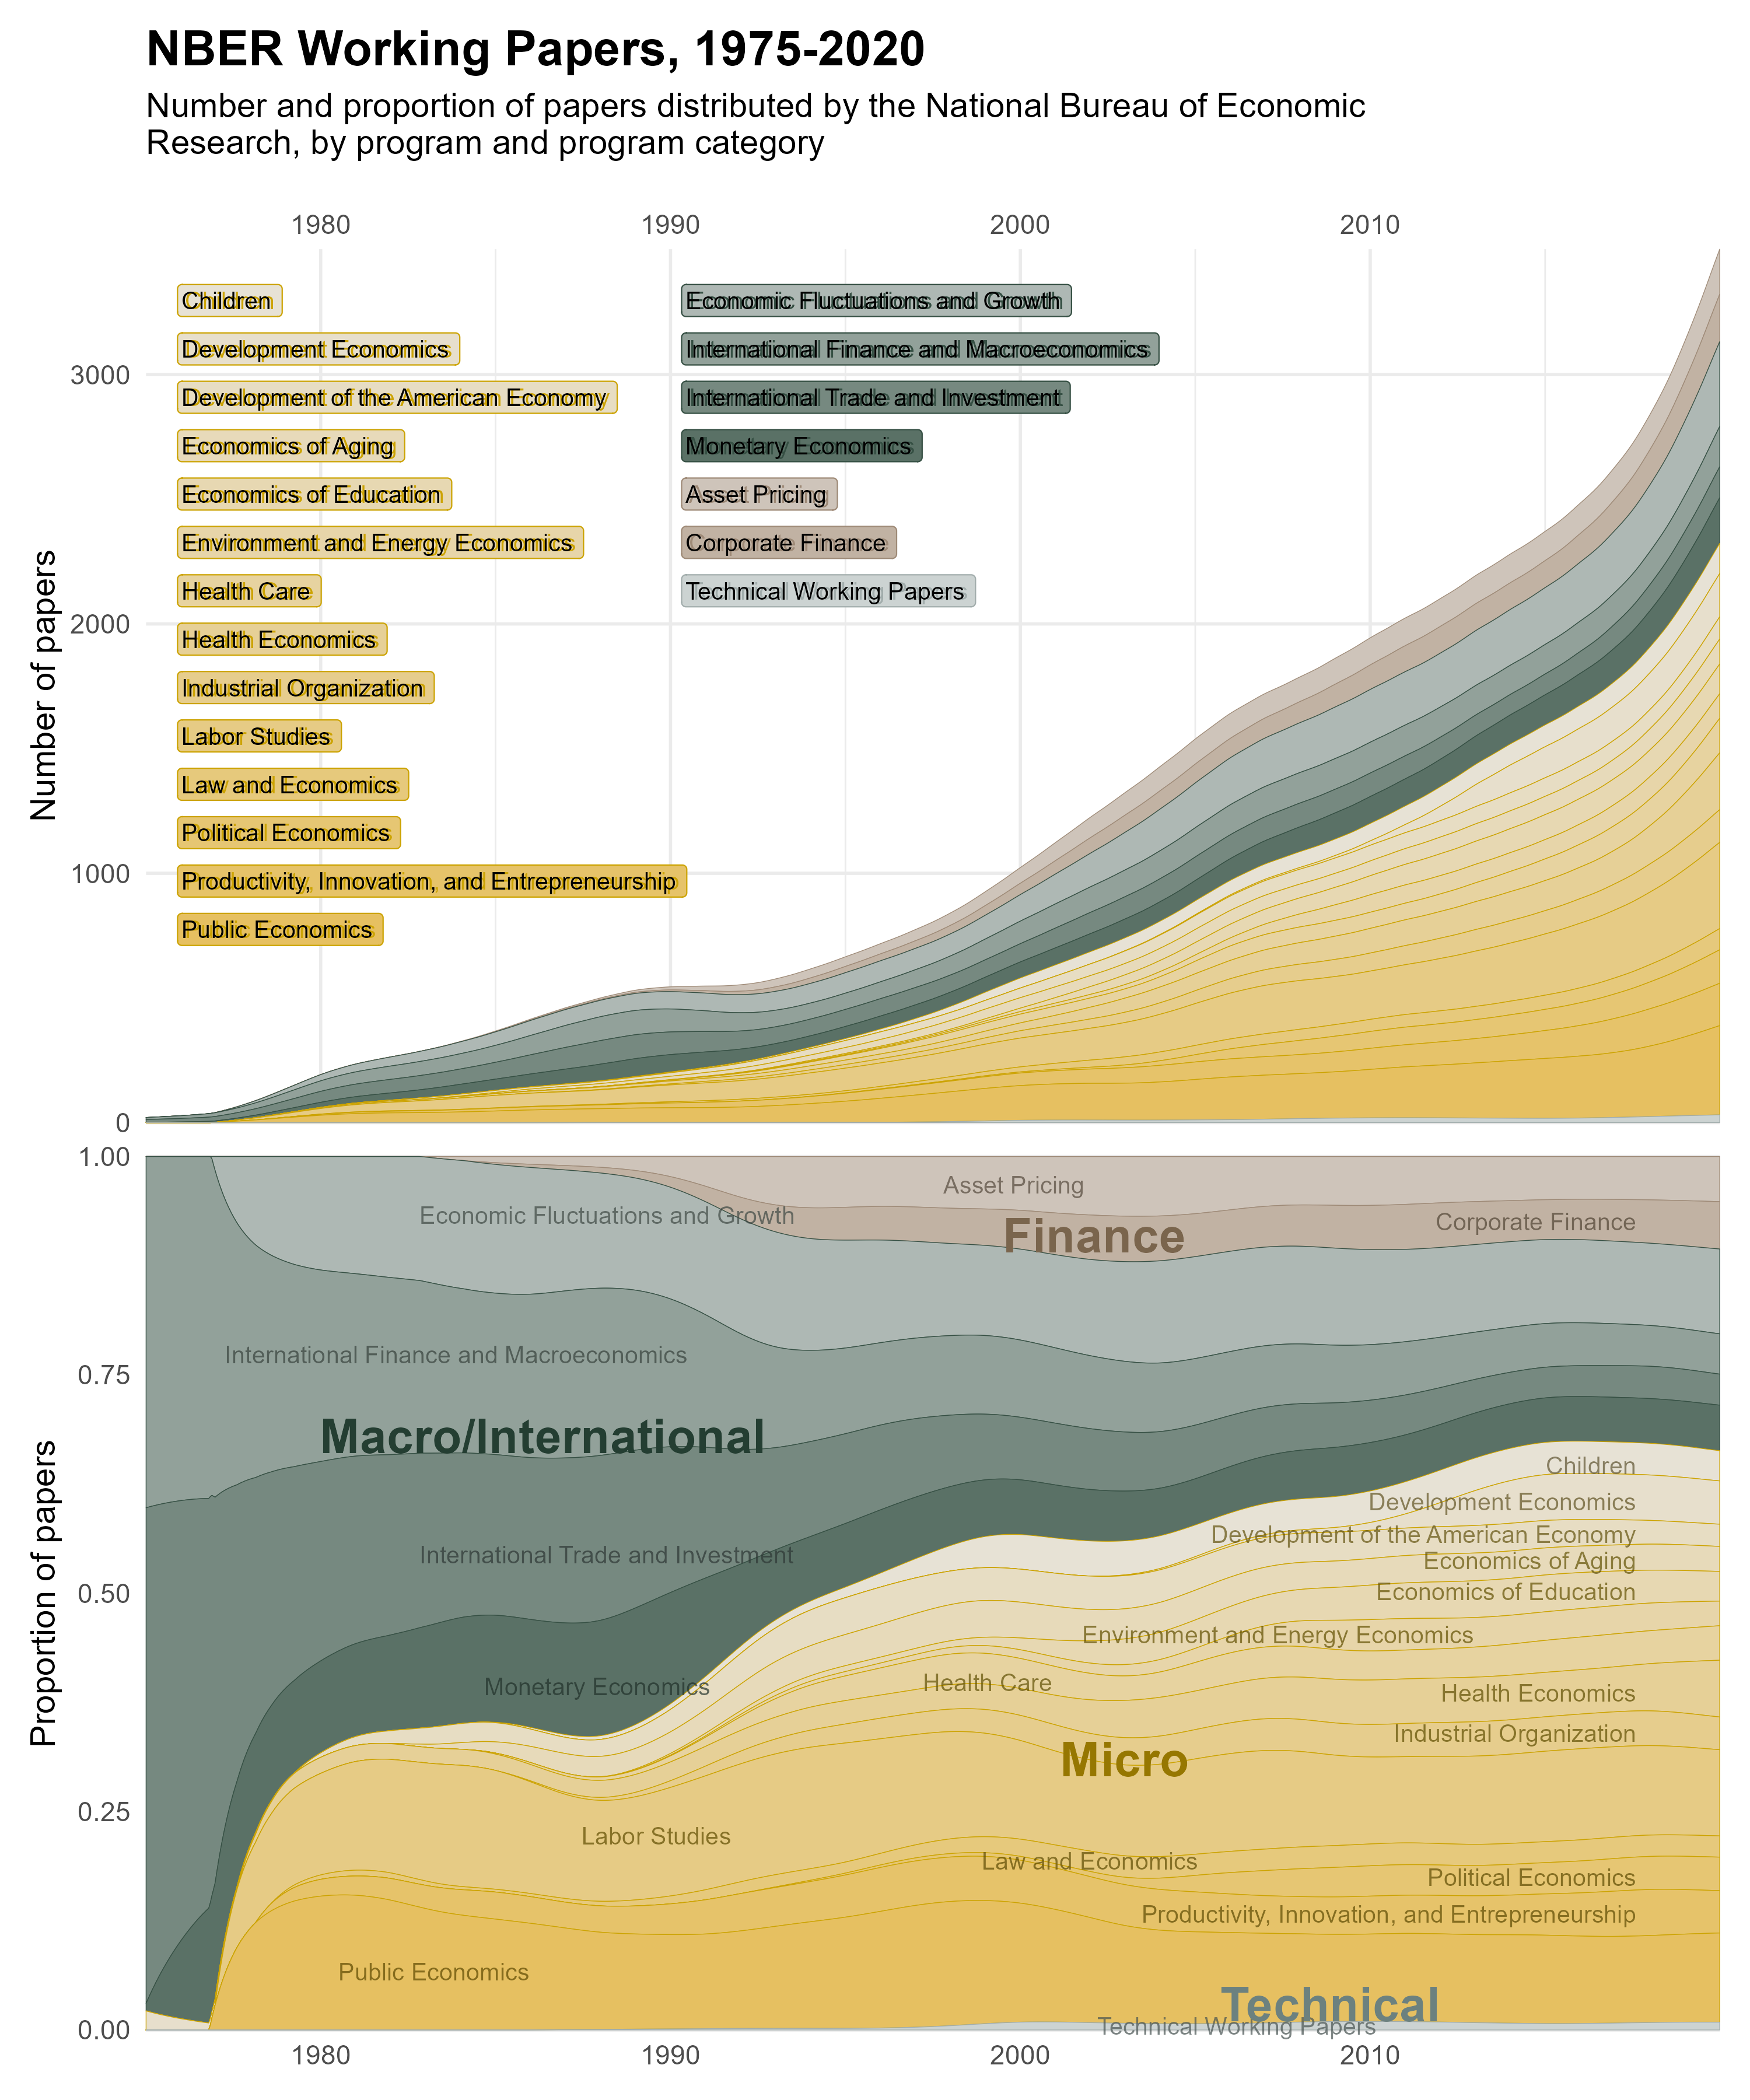 NBER Working Papers, 1975-2020
Number and proportion of papers distributed by the National Bureau of Economic
Research, by program and program category
1980 1990 2000 2010
Number of papers
3000
2000
1000
0
Children
Development Economics
Development of the American Economy
Economics of Aging
Economics of Education
Environment and Energy Economics
Health Care
Health Economics
Industrial Organization
Labor Studies
Law and Economics
Political Economics
Productivity, Innovation, and Entrepreneurship
Public Economics
Economic Fluctuations and Growth
International Finance and Macroeconomics
International Trade and Investment
Monetary Economics
Asset Pricing
Corporate Finance
Technical Working Papers
Proportion of papers
1.00
0.75
0.50
0.25
0.00
Asset Pricing
Economic Fluctuations and Growth
Corporate Finance
Finance
International Finance and Macroeconomics
Macro/International
Children
Development Economics
Development of the American Economy
International Trade and Investment
Economics of Aging
Economics of Education
Environment and Energy Economics
Health Care
Monetary Economics
Health Economics
Industrial Organization
Micro
Labor Studies
Law and Economics
Political Economics
Productivity, Innovation, and Entrepreneurship
Public Economics
Technical
Technical Working Papers
1980 1990 2000 2010